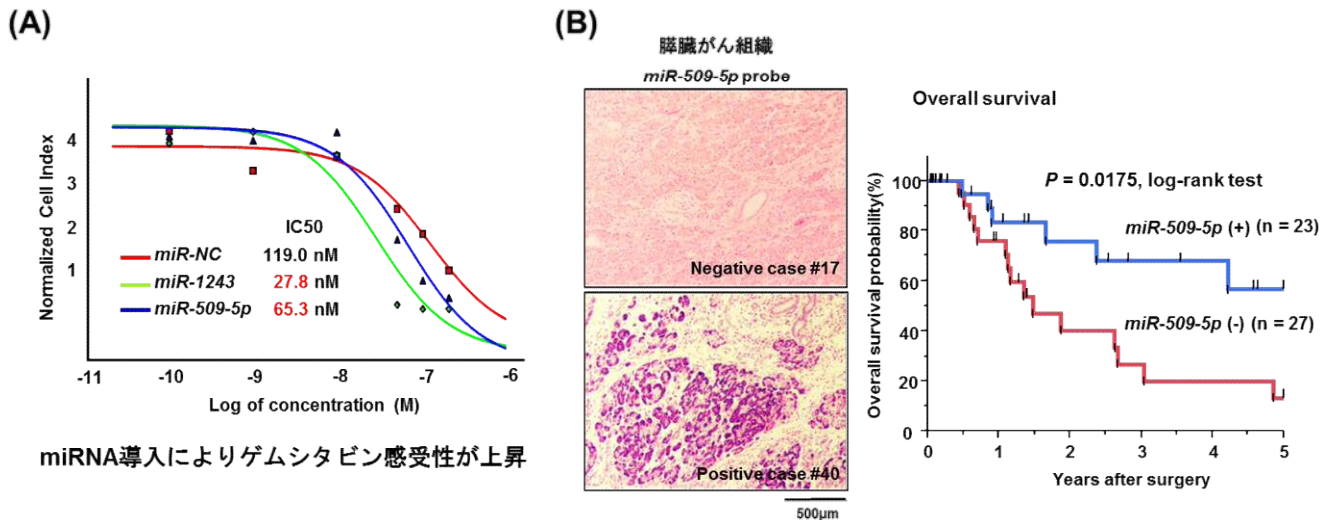 (A)
Normalized Cell Index
4
3
2
1
IC50
miR-NC 119.0 nM
miR-1243 27.8 nM
miR-509-5p 65.3 nM
-11 -10 -9 -8 -7 -6
Log of concentration (M)
miRNA導入によりゲムシタビン感受性が上昇
(B)
膵臓がん組織
miR-509-5p probe
Negative case #17
Positive case #40
500μm
Overall survival
Overall survival probability(%)
100
80
60
40
20
0
P = 0.0175, log-rank test
miR-509-5p (+) (n = 23)
miR-509-5p (-) (n = 27)
0 1 2 3 4 5
Years after surgery